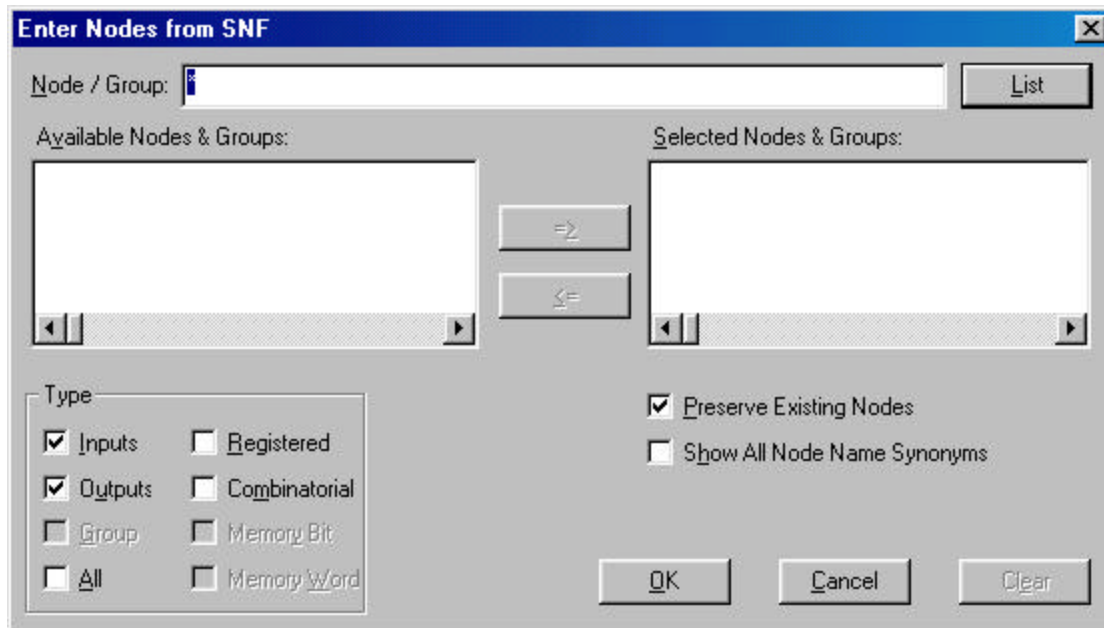 Enter Nodes from SNF
Node / Group: * List
Available Nodes & Groups: Selected Nodes & Groups:
=>
<=
Type
Preserve Existing Nodes
Inputs Registered
Show All Node Name Synonyms
Outputs Combinatorial
Group Memory Bit
All Memory Word
OK Cancel Clear